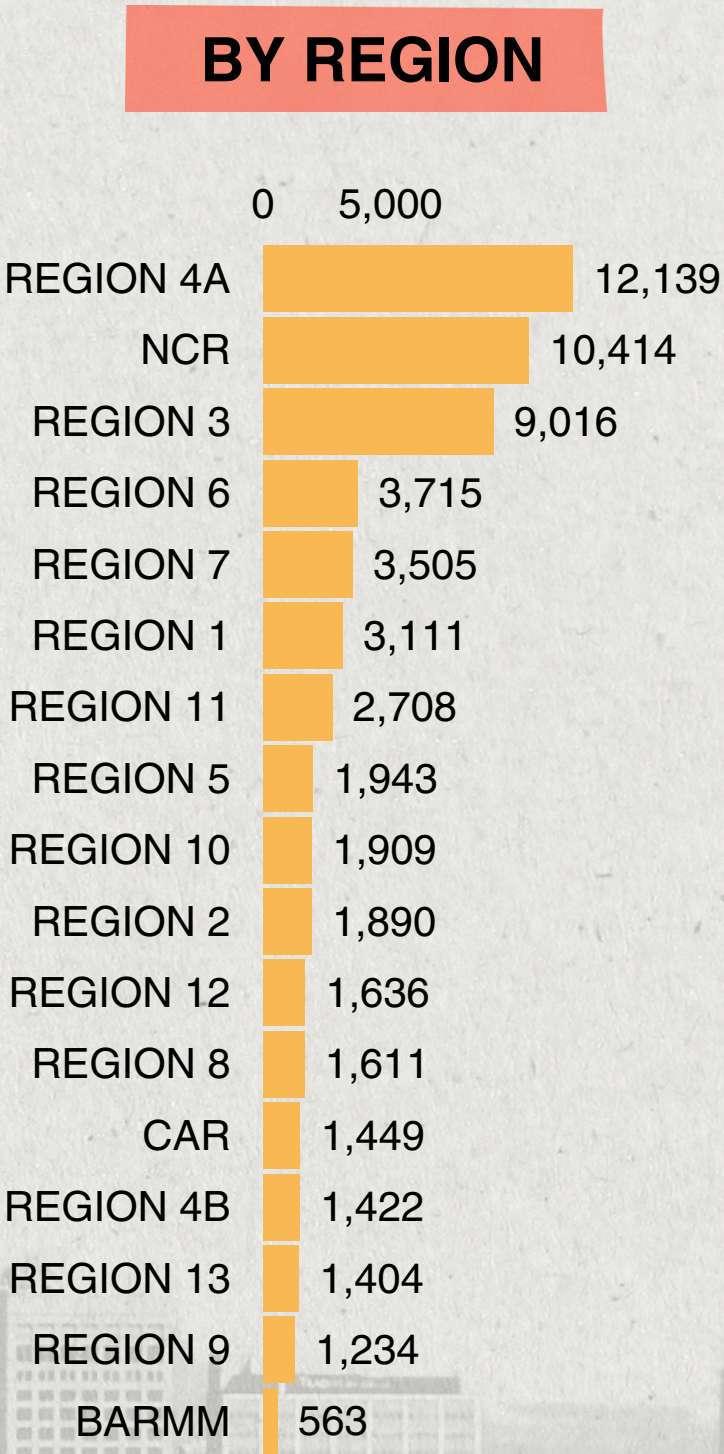 BY REGION
0 5,000
REGION 4A 12,139
NCR 10,414
REGION 3 9,016
REGION 6 3,715
REGION 7 3,505
REGION 1 3,111
REGION 11 2,708
REGION 5 1,943
REGION 10 1,909
REGION 2 1,890
REGION 12 1,636
REGION 8 1,611
CAR 1,449
REGION 4B 1,422
REGION 13 1,404
REGION 9 1,234
BARMM 563